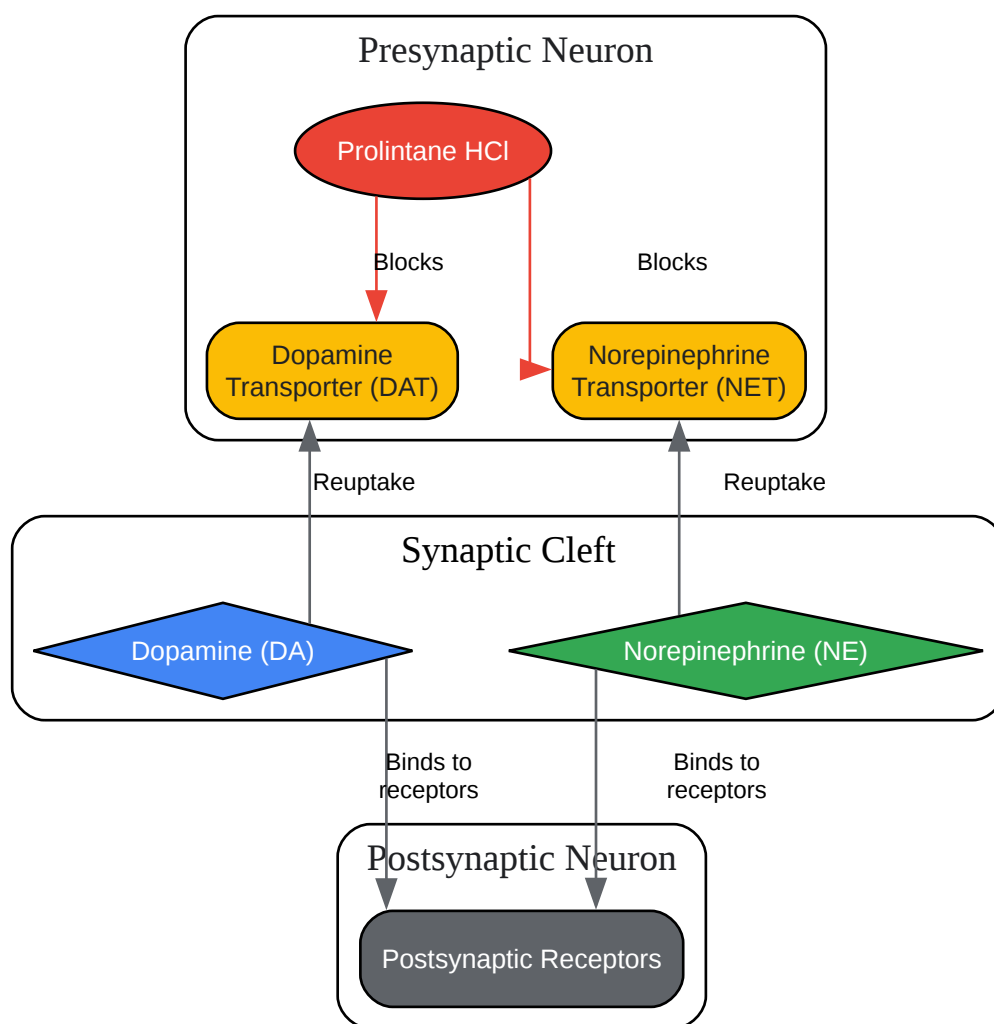 Presynaptic Neuron
Prolintane HCl
Blocks
Blocks
Dopamine
Transporter (DAT)
Norepinephrine
Transporter (NET)
Reuptake
Reuptake
Synaptic Cleft
Dopamine (DA)
Norepinephrine (NE)
Binds to
receptors
Binds to
receptors
Postsynaptic Neuron
Postsynaptic Receptors